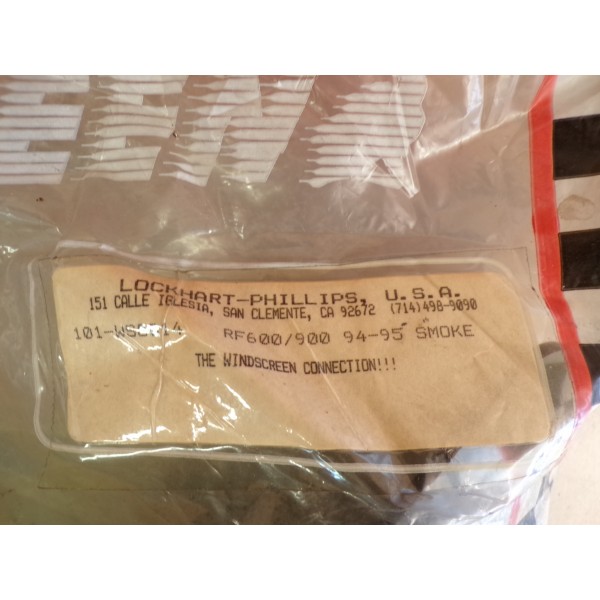 LOCKHART-PHILLIPS, U.S.A.
151 CALLE IGLESIA, SAN CLEMENTE, CA 92672 (714)498-9090
RF600/900 94-95 "SMOKE
THE WINDSCREEN CONNECTION!!!